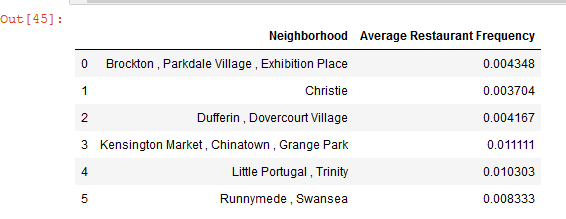 Out[45]:
Neighborhood Average Restaurant Frequency
0 Brockton , Parkdale Village , Exhibition Place 0.004348
1 Christie 0.003704
2 Dufferin , Dovercourt Village 0.004167
3 Kensington Market , Chinatown , Grange Park 0.011111
4 Little Portugal , Trinity 0.010303
5 Runnymede , Swansea 0.008333